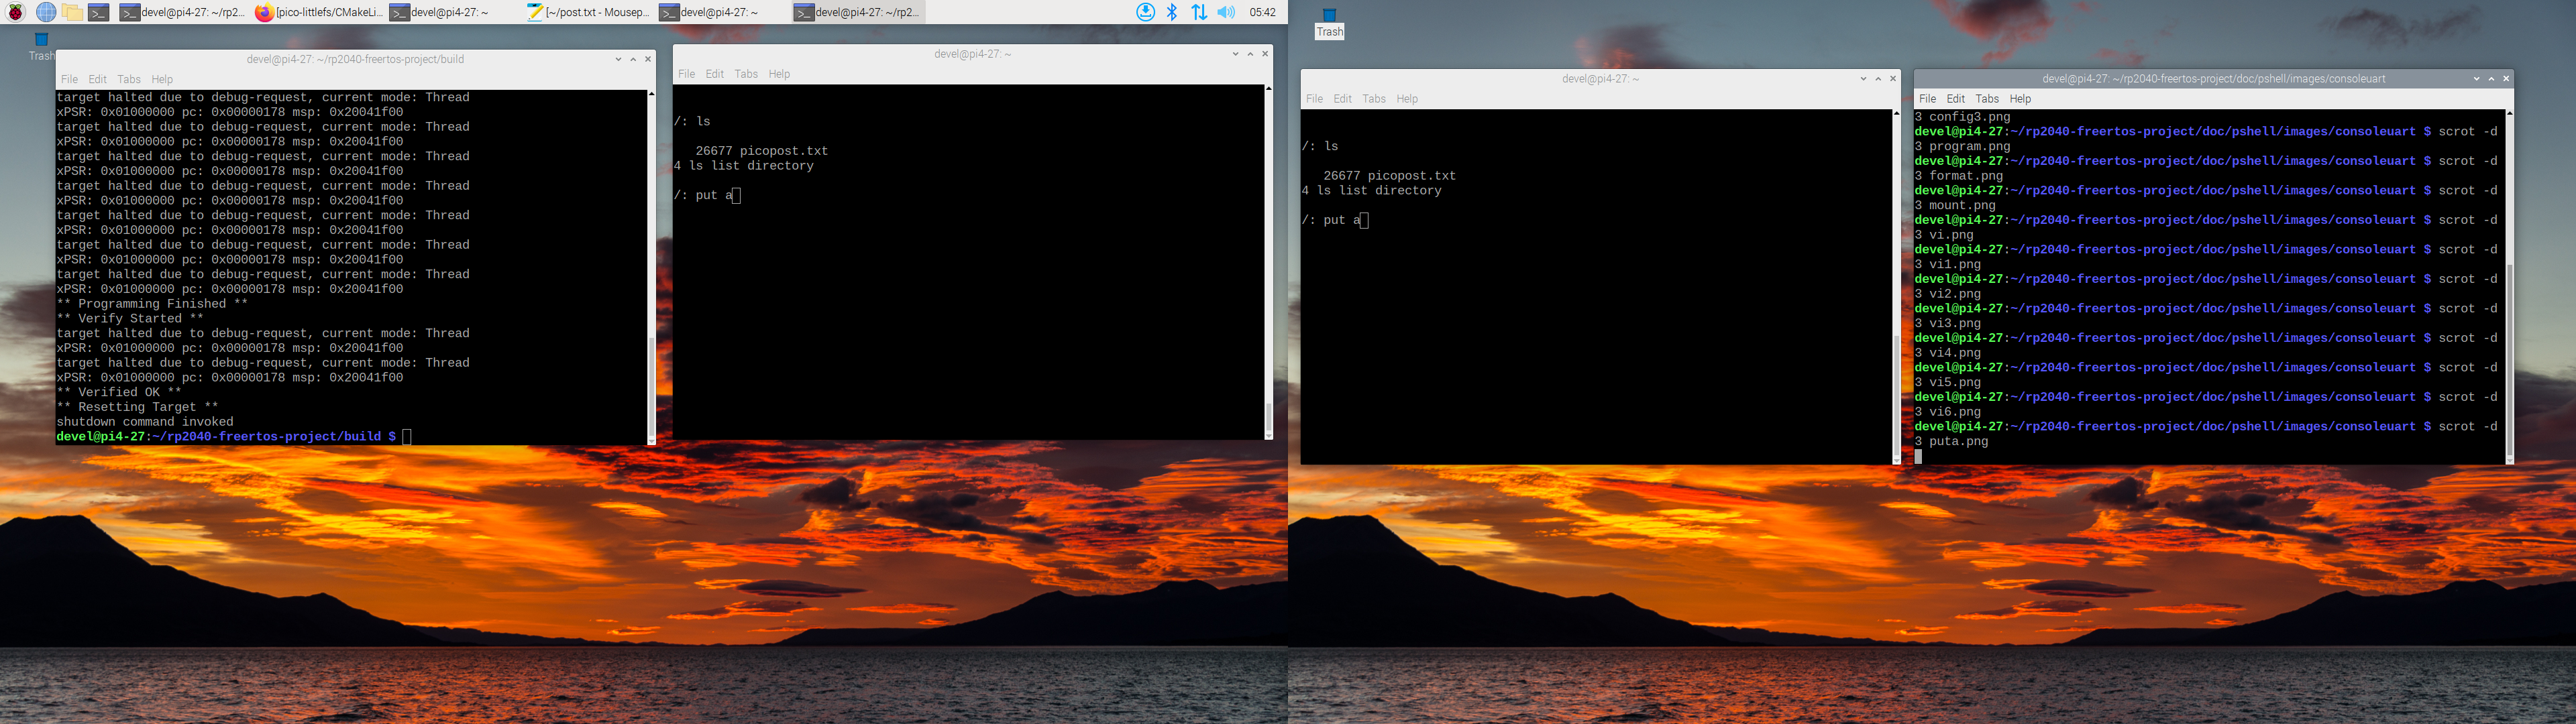 devel@pi4-27: ~/rp2...
[pico-littlefs/CMakeLi...
devel@pi4-27: ~
[~/post.txt - Mousep...
devel@pi4-27: ~
devel@pi4-27: ~/rp2...
05:42
Trash
devel@pi4-27: ~/rp2040-freertos-project/build
File Edit Tabs Help
target halted due to debug-request, current mode: Thread
xPSR: 0x01000000 pc: 0x00000178 msp: 0x20041f00
target halted due to debug-request, current mode: Thread
xPSR: 0x01000000 pc: 0x00000178 msp: 0x20041f00
target halted due to debug-request, current mode: Thread
xPSR: 0x01000000 pc: 0x00000178 msp: 0x20041f00
target halted due to debug-request, current mode: Thread
xPSR: 0x01000000 pc: 0x00000178 msp: 0x20041f00
target halted due to debug-request, current mode: Thread
xPSR: 0x01000000 pc: 0x00000178 msp: 0x20041f00
target halted due to debug-request, current mode: Thread
xPSR: 0x01000000 pc: 0x00000178 msp: 0x20041f00
target halted due to debug-request, current mode: Thread
xPSR: 0x01000000 pc: 0x00000178 msp: 0x20041f00
** Programming Finished **
** Verify Started **
target halted due to debug-request, current mode: Thread
xPSR: 0x01000000 pc: 0x00000178 msp: 0x20041f00
target halted due to debug-request, current mode: Thread
xPSR: 0x01000000 pc: 0x00000178 msp: 0x20041f00
** Verified OK **
** Resetting Target **
shutdown command invoked
devel@pi4-27:~/rp2040-freertos-project/build $
devel@pi4-27: ~
File Edit Tabs Help
/: ls
26677 picopost.txt
4 ls list directory
/: put a
Trash
devel@pi4-27: ~
File Edit Tabs Help
/: ls
26677 picopost.txt
4 ls list directory
/: put a
devel@pi4-27: ~/rp2040-freertos-project/doc/pshell/images/consoleuart
File Edit Tabs Help
3 config3.png
devel@pi4-27:~/rp2040-freertos-project/doc/pshell/images/consoleuart $ scrot -d
3 program.png
devel@pi4-27:~/rp2040-freertos-project/doc/pshell/images/consoleuart $ scrot -d
3 format.png
devel@pi4-27:~/rp2040-freertos-project/doc/pshell/images/consoleuart $ scrot -d
3 mount.png
devel@pi4-27:~/rp2040-freertos-project/doc/pshell/images/consoleuart $ scrot -d
3 vi.png
devel@pi4-27:~/rp2040-freertos-project/doc/pshell/images/consoleuart $ scrot -d
3 vi1.png
devel@pi4-27:~/rp2040-freertos-project/doc/pshell/images/consoleuart $ scrot -d
3 vi2.png
devel@pi4-27:~/rp2040-freertos-project/doc/pshell/images/consoleuart $ scrot -d
3 vi3.png
devel@pi4-27:~/rp2040-freertos-project/doc/pshell/images/consoleuart $ scrot -d
3 vi4.png
devel@pi4-27:~/rp2040-freertos-project/doc/pshell/images/consoleuart $ scrot -d
3 vi5.png
devel@pi4-27:~/rp2040-freertos-project/doc/pshell/images/consoleuart $ scrot -d
3 vi6.png
devel@pi4-27:~/rp2040-freertos-project/doc/pshell/images/consoleuart $ scrot -d
3 puta.png